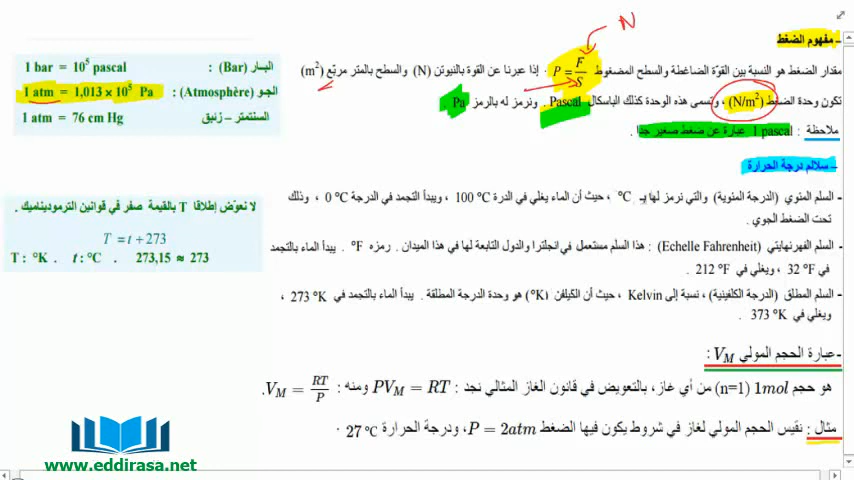 N
– مفهوم الضغط
مقدار الضغط هو النسبة بين القوّة الضاغطة والسطح المضغوط P = F/S . إذا عبرنا عن القوة بالنيوتن (N) والسطح بالمتر مربّع (m²)
تكون وحدة الضغط (N/m²) ، وتسمى هذه الوحدة كذلك الباسكال Pascal . ونرمز له بالرمز Pa
ملاحظة : 1 pascal عبارة عن ضغط صغير جدّا .
البـار (Bar) : 1 bar = 10⁵ pascal
الجـو (Atmosphère) : 1 atm = 1,013 × 10⁵ Pa
السنتمتر – زئبق : 1 atm = 76 cm Hg
– سلالم درجة الحرارة
- السلم المئوي (الدرجة المئوية) والتي نرمز لها بـ °C ، حيث أن الماء يغلي في الدرة 100 °C ، ويبدأ التجمد في الدرجة 0 °C ، وذلك
تحت الضغط الجوي .
- السلم الفهرنهايتي (Echelle Fahrenheit) : هذا السلم مستعمل في انجلترا والدول التابعة لها في هذا الميدان . رمزه °F . يبدأ الماء بالتجمد
في 32 °F ، ويغلي في 212 °F .
- السلم المطلق (الدرجة الكلفينية) ، نسبة إلى Kelvin ، حيث أن الكيلفن (°K) هو وحدة الدرجة المطلقة . يبدأ الماء بالتجمد في 273 °K ،
ويغلي في 373 °K .
لا نعوّض إطلاقا T بالقيمة صفر في قوانين الترموديناميك .
T = t + 273
T : °K . t : °C . 273,15 ≈ 273
-عبارة الحجم المولي V_M :
هو حجم 1mol (n=1) من أي غاز، بالتعويض في قانون الغاز المثالي نجد : PV_M = RT ومنه : V_M = RT/P .
مثال : نقيس الحجم المولي لغاز في شروط يكون فيها الضغط P = 2atm ، ودرجة الحرارة 27 °C .
www.eddirasa.net